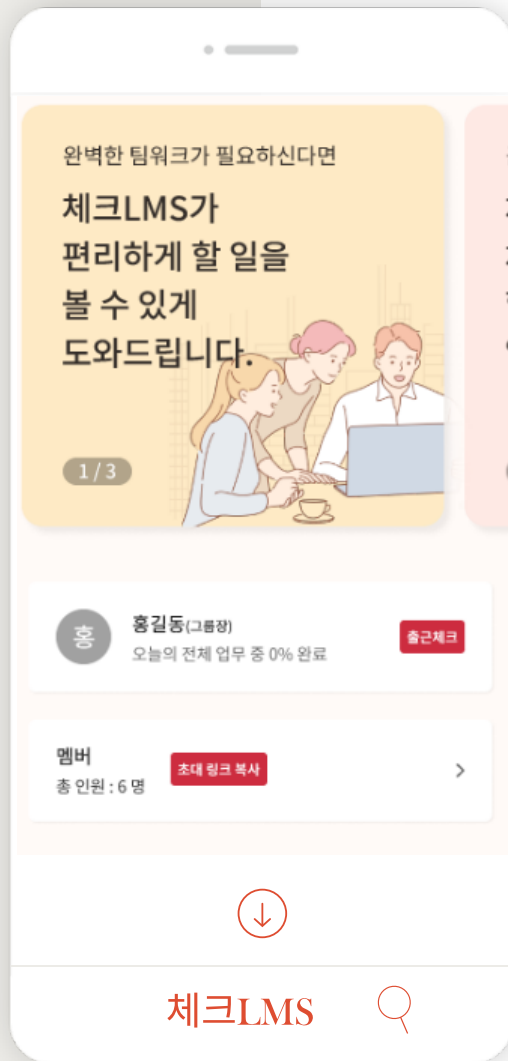 완벽한 팀워크가 필요하신다면
체크LMS가
편리하게 할 일을
볼 수 있게
도와드립니다.
1 / 3
홍
홍길동(그룹장)
오늘의 전체 업무 중 0% 완료
출근체크
멤버
총 인원 : 6 명
초대 링크 복사
체크LMS